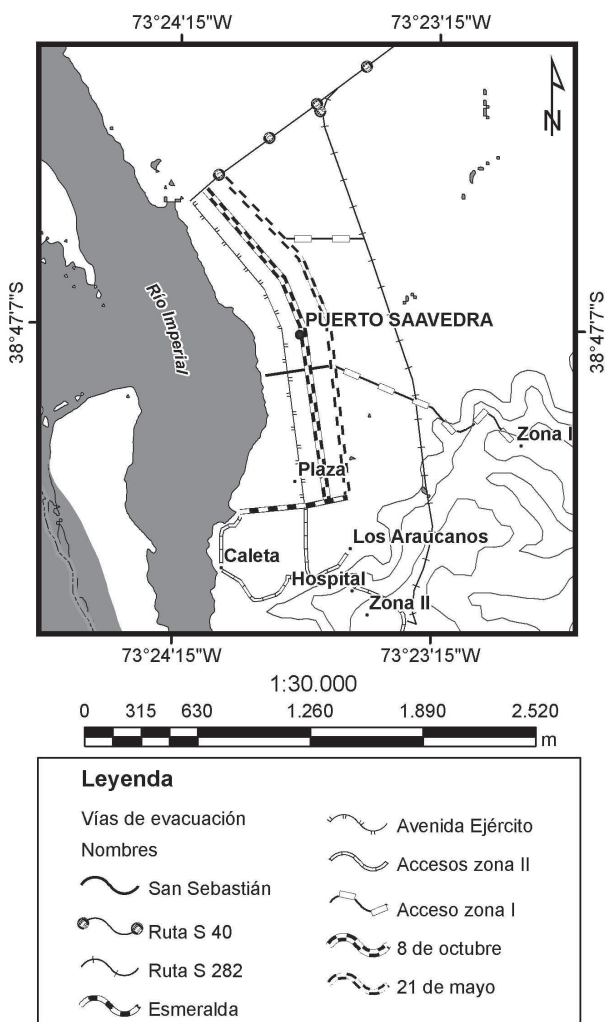 73°24'15"W 73°23'15"W
N
Río Imperial
38°47'7"S 38°47'7"S
PUERTO SAAVEDRA
Zona I
Plaza
Los Araucanos
Caleta
Hospital
Zona II
73°24'15"W 73°23'15"W
1:30.000
0 315 630 1.260 1.890 2.520
m
Leyenda
Vías de evacuación
Nombres
San Sebastián
Ruta S 40
Ruta S 282
Esmeralda
Avenida Ejército
Accesos zona II
Acceso zona I
8 de octubre
21 de mayo